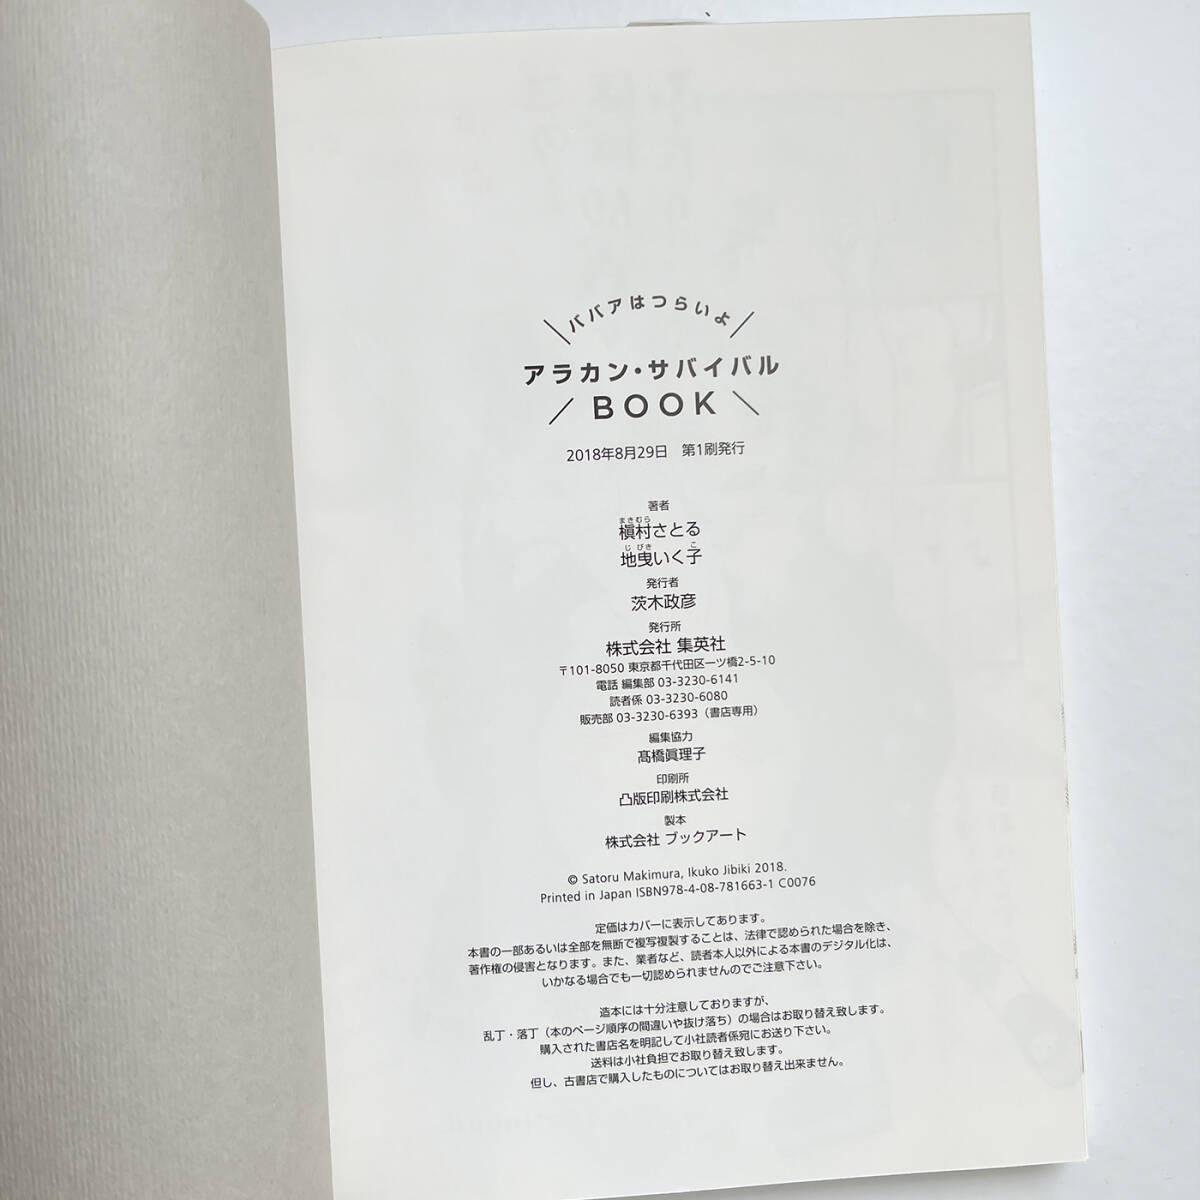 ババアはつらいよ
アラカン・サバイバル
BOOK
2018年8月29日 第1刷発行
著者
槇村さとる
まきむら
地曳いく子
じびき こ
発行者
茨木政彦
発行所
株式会社 集英社
〒101-8050 東京都千代田区一ツ橋2-5-10
電話 編集部 03-3230-6141
読者係 03-3230-6080
販売部 03-3230-6393（書店専用）
編集協力
髙橋眞理子
印刷所
凸版印刷株式会社
製本
株式会社 ブックアート
© Satoru Makimura, Ikuko Jibiki 2018.
Printed in Japan ISBN978-4-08-781663-1 C0076
定価はカバーに表示してあります。
本書の一部あるいは全部を無断で複写複製することは、法律で認められた場合を除き、
著作権の侵害となります。また、業者など、読者本人以外による本書のデジタル化は、
いかなる場合でも一切認められませんのでご注意下さい。
造本には十分注意しておりますが、
乱丁・落丁（本のページ順序の間違いや抜け落ち）の場合はお取り替え致します。
購入された書店名を明記して小社読者係宛にお送り下さい。
送料は小社負担でお取り替え致します。
但し、古書店で購入したものについてはお取り替え出来ません。